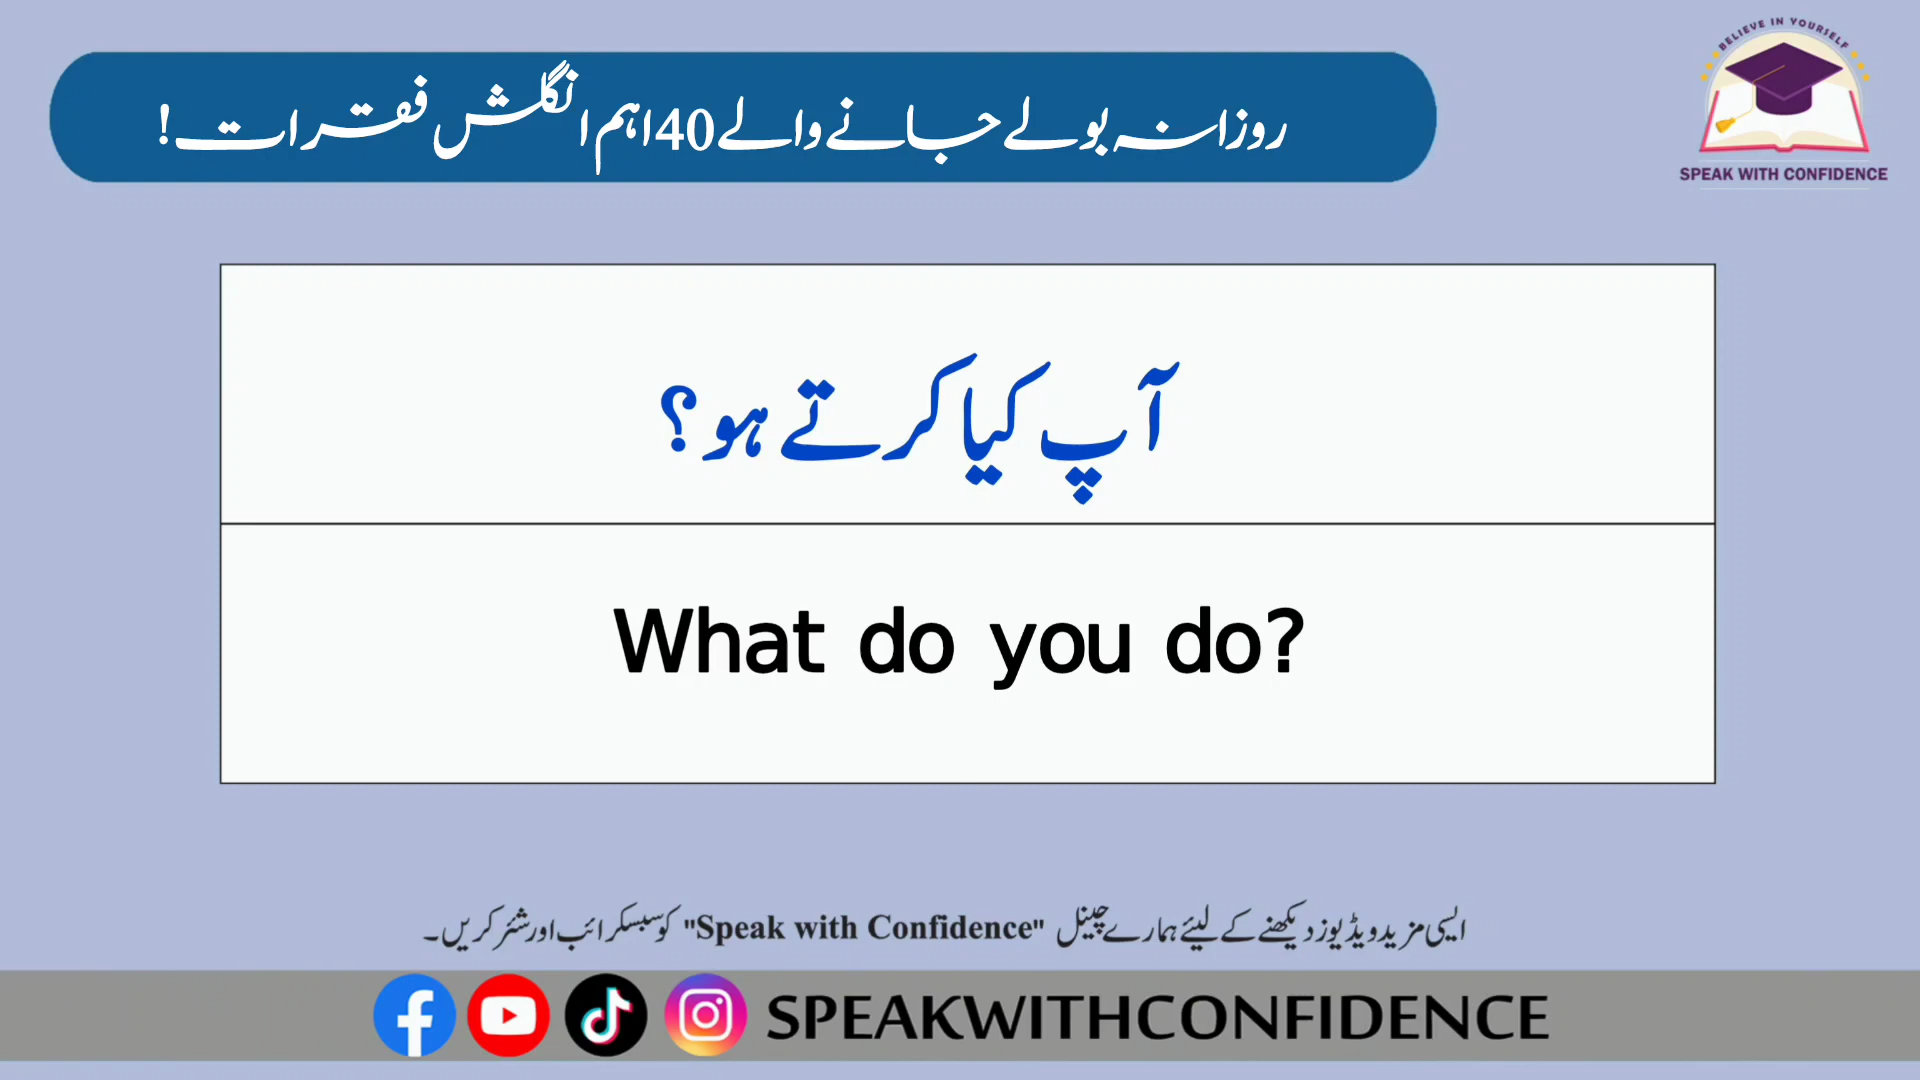 BELIEVE IN YOURSELF
SPEAK WITH CONFIDENCE
روزانہ بولے جانے والے 40 اہم انگلش فقرات!
آپ کیا کرتے ہو؟
What do you do?
ایسی مزید ویڈیوز دیکھنے کے لیئے ہمارے چینل "Speak with Confidence" کو سبسکرائب اور شئر کریں۔
SPEAKWITHCONFIDENCE